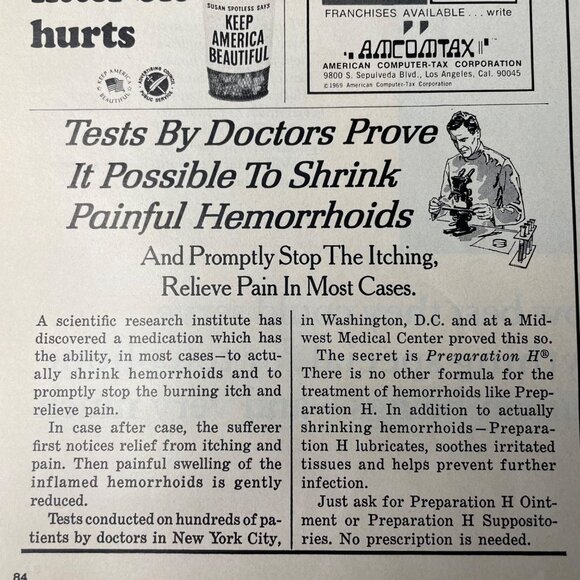 hurts
SUSAN SPOTLESS SAYS
KEEP
AMERICA
BEAUTIFUL
KEEP AMERICA
BEAUTIFUL
ADVERTISING COUNCIL
PUBLIC SERVICE
FRANCHISES AVAILABLE ... write
AMCOMTAX
AMERICAN COMPUTER-TAX CORPORATION
9800 S. Sepulveda Blvd., Los Angeles, Cal. 90045
©1969 American Computer-Tax Corporation
Tests By Doctors Prove
It Possible To Shrink
Painful Hemorrhoids
And Promptly Stop The Itching,
Relieve Pain In Most Cases.
A scientific research institute has
discovered a medication which has
the ability, in most cases—to actu-
ally shrink hemorrhoids and to
promptly stop the burning itch and
relieve pain.
In case after case, the sufferer
first notices relief from itching and
pain. Then painful swelling of the
inflamed hemorrhoids is gently
reduced.
Tests conducted on hundreds of pa-
tients by doctors in New York City,
in Washington, D.C. and at a Mid-
west Medical Center proved this so.
The secret is Preparation H®.
There is no other formula for the
treatment of hemorrhoids like Prep-
aration H. In addition to actually
shrinking hemorrhoids—Prepara-
tion H lubricates, soothes irritated
tissues and helps prevent further
infection.
Just ask for Preparation H Oint-
ment or Preparation H Supposito-
ries. No prescription is needed.
84